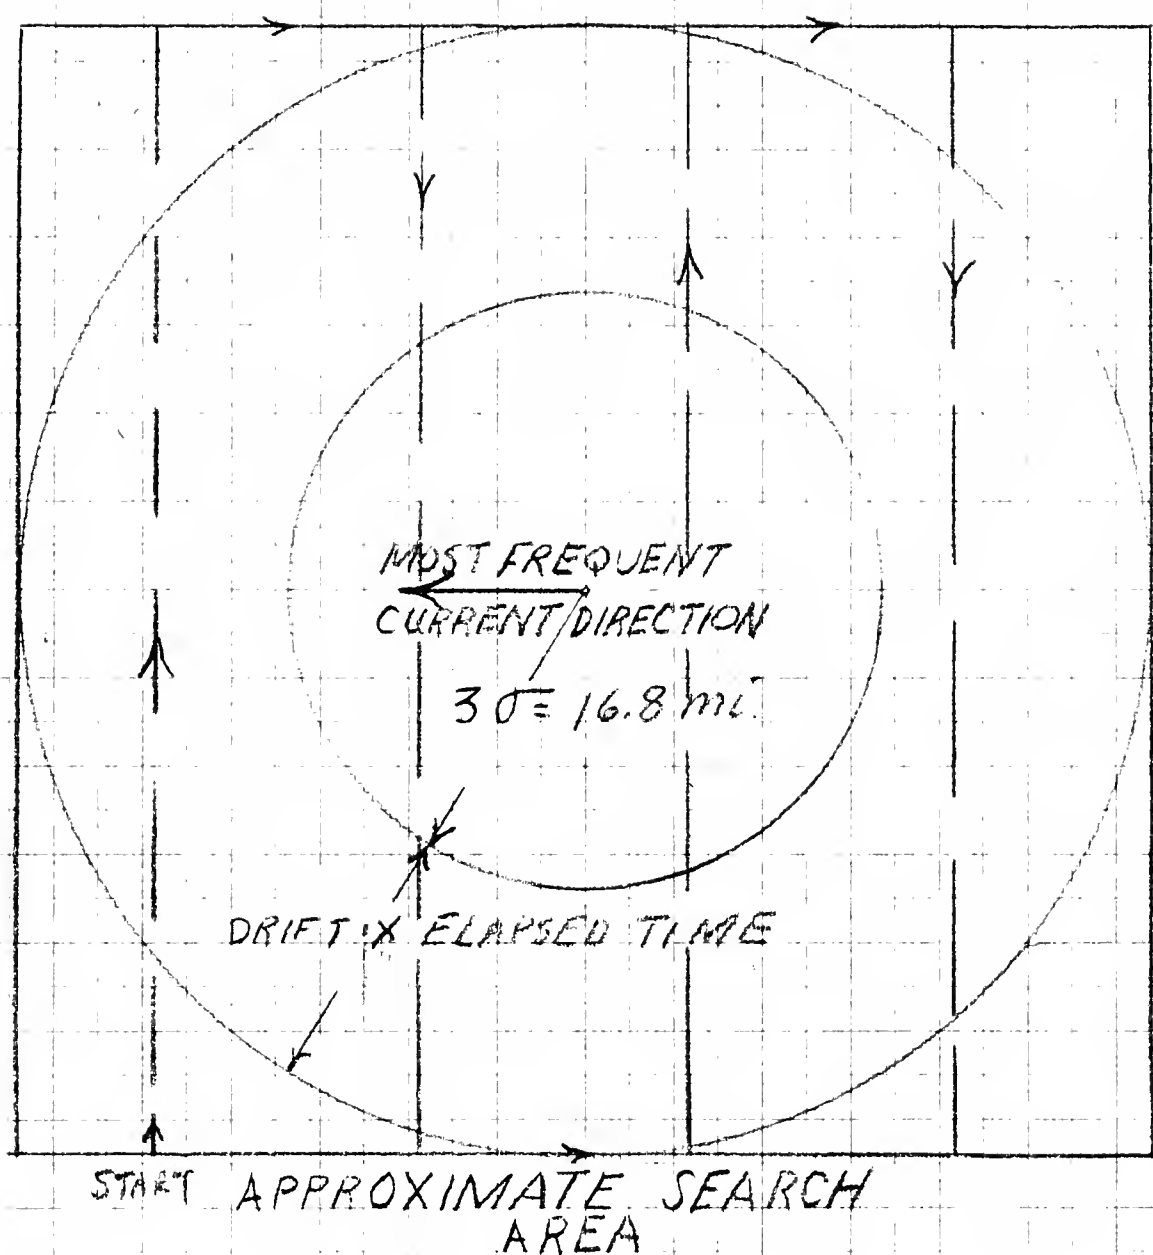 MOST FREQUENT
CURRENT DIRECTION
3σ = 16.8 mi.
DRIFT X ELAPSED TIME
START
APPROXIMATE SEARCH
AREA